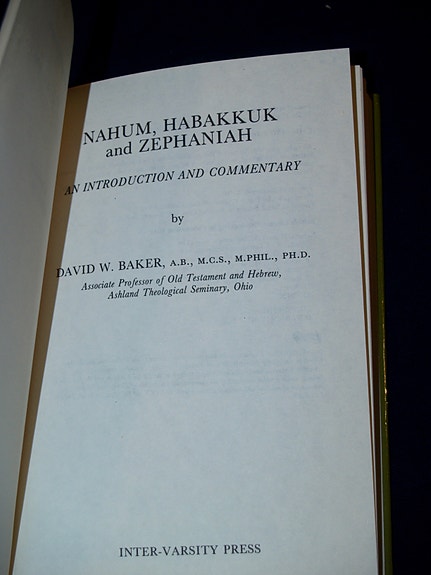 NAHUM, HABAKKUK
and ZEPHANIAH
AN INTRODUCTION AND COMMENTARY
by
DAVID W. BAKER, A.B., M.C.S., M.PHIL., PH.D.
Associate Professor of Old Testament and Hebrew,
Ashland Theological Seminary, Ohio
INTER-VARSITY PRESS